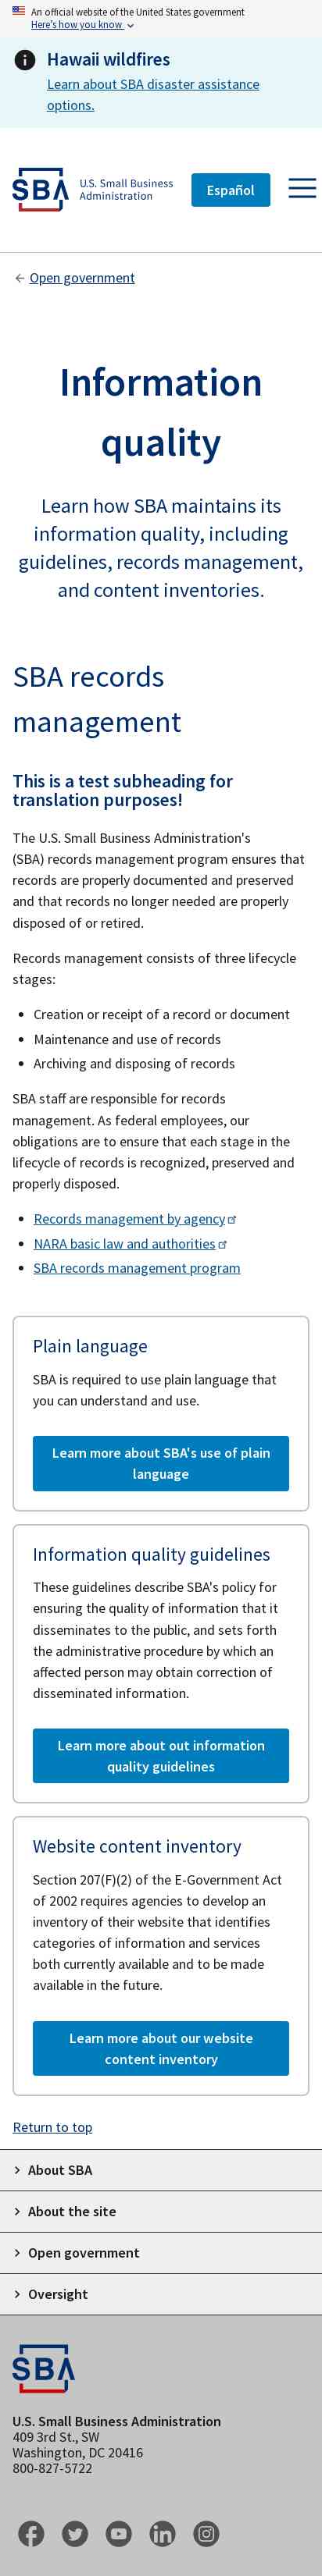 An official website of the United States government
Here's how you know
Hawaii wildfires
Learn about SBA disaster assistance
options.
SBA
U.S. Small Business
Administration
Español
Open government
Information
quality
Learn how SBA maintains its
information quality, including
guidelines, records management,
and content inventories.
SBA records
management
This is a test subheading for
translation purposes!
The U.S. Small Business Administration's
(SBA) records management program ensures that
records are properly documented and preserved
and that records no longer needed are properly
disposed of or retired.
Records management consists of three lifecycle
stages:
Creation or receipt of a record or document
Maintenance and use of records
Archiving and disposing of records
SBA staff are responsible for records
management. As federal employees, our
obligations are to ensure that each stage in the
lifecycle of records is recognized, preserved and
properly disposed.
Records management by agency
NARA basic law and authorities
SBA records management program
Plain language
SBA is required to use plain language that
you can understand and use.
Learn more about SBA's use of plain
language
Information quality guidelines
These guidelines describe SBA's policy for
ensuring the quality of information that it
disseminates to the public, and sets forth
the administrative procedure by which an
affected person may obtain correction of
disseminated information.
Learn more about out information
quality guidelines
Website content inventory
Section 207(F)(2) of the E-Government Act
of 2002 requires agencies to develop an
inventory of their website that identifies
categories of information and services
both currently available and to be made
available in the future.
Learn more about our website
content inventory
Return to top
About SBA
About the site
Open government
Oversight
SBA
U.S. Small Business Administration
409 3rd St., SW
Washington, DC 20416
800-827-5722